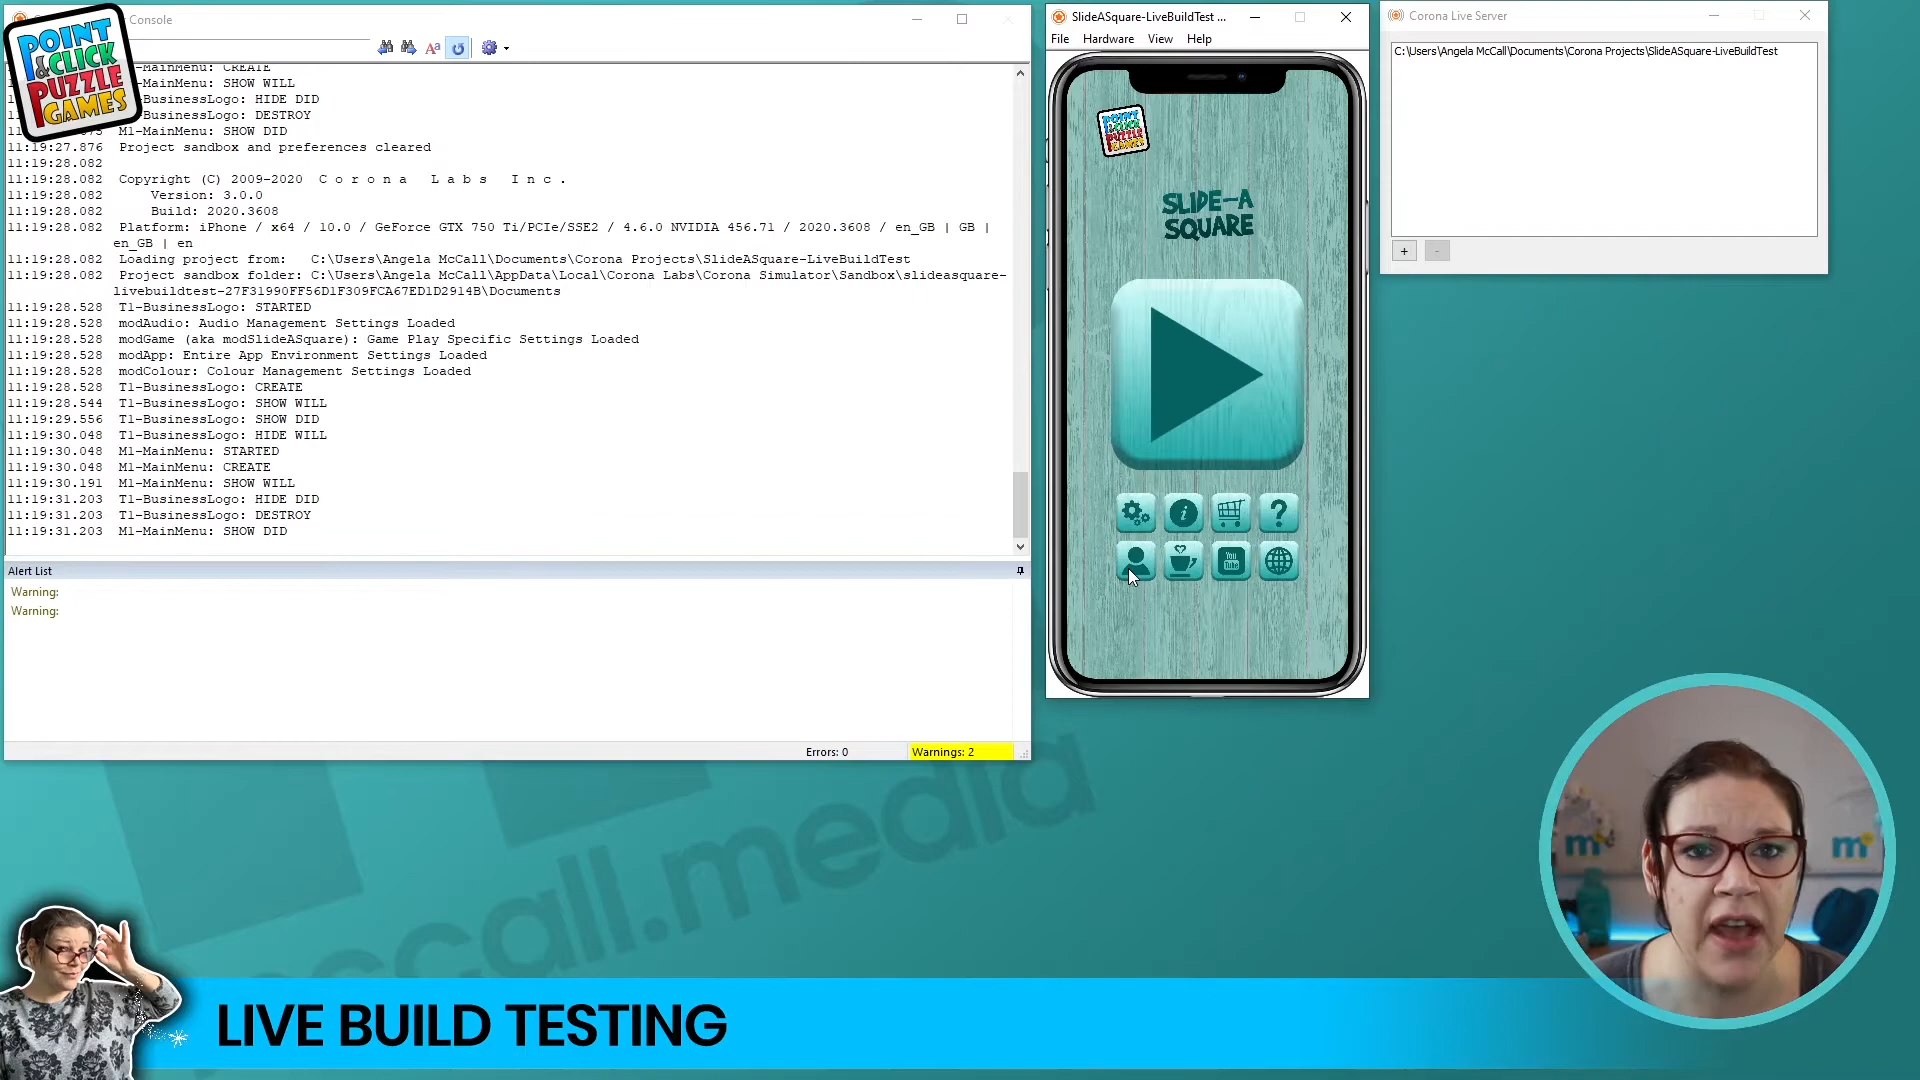 Console
POINT
&CLICK
PUZZLE
GAMES
M1-MainMenu: CREATE
M1-MainMenu: SHOW WILL
T1-BusinessLogo: HIDE DID
T1-BusinessLogo: DESTROY
M1-MainMenu: SHOW DID
11:19:27.876 Project sandbox and preferences cleared
11:19:28.082
11:19:28.082 Copyright (C) 2009-2020 C o r o n a L a b s I n c .
11:19:28.082 Version: 3.0.0
11:19:28.082 Build: 2020.3608
11:19:28.082 Platform: iPhone / x64 / 10.0 / GeForce GTX 750 Ti/PCIe/SSE2 / 4.6.0 NVIDIA 456.71 / 2020.3608 / en_GB | GB |
en_GB | en
11:19:28.082 Loading project from: C:\Users\Angela McCall\Documents\Corona Projects\SlideASquare-LiveBuildTest
11:19:28.082 Project sandbox folder: C:\Users\Angela McCall\AppData\Local\Corona Labs\Corona Simulator\Sandbox\slideasquare-
livebuildtest-27F31990FF56D1F309FCA67ED1D2914B\Documents
11:19:28.528 T1-BusinessLogo: STARTED
11:19:28.528 modAudio: Audio Management Settings Loaded
11:19:28.528 modGame (aka modSlideASquare): Game Play Specific Settings Loaded
11:19:28.528 modApp: Entire App Environment Settings Loaded
11:19:28.528 modColour: Colour Management Settings Loaded
11:19:28.528 T1-BusinessLogo: CREATE
11:19:28.544 T1-BusinessLogo: SHOW WILL
11:19:29.556 T1-BusinessLogo: SHOW DID
11:19:30.048 T1-BusinessLogo: HIDE WILL
11:19:30.048 M1-MainMenu: STARTED
11:19:30.048 M1-MainMenu: CREATE
11:19:30.191 M1-MainMenu: SHOW WILL
11:19:31.203 T1-BusinessLogo: HIDE DID
11:19:31.203 T1-BusinessLogo: DESTROY
11:19:31.203 M1-MainMenu: SHOW DID
Alert List
Warning:
Warning:
Errors: 0
Warnings: 2
SlideASquare-LiveBuildTest ...
File Hardware View Help
POINT
&CLICK
PUZZLE
GAMES
SLIDE-A
SQUARE
You
Tube
Corona Live Server
C:\Users\Angela McCall\Documents\Corona Projects\SlideASquare-LiveBuildTest
+
-
mccall.media
m
m
LIVE BUILD TESTING